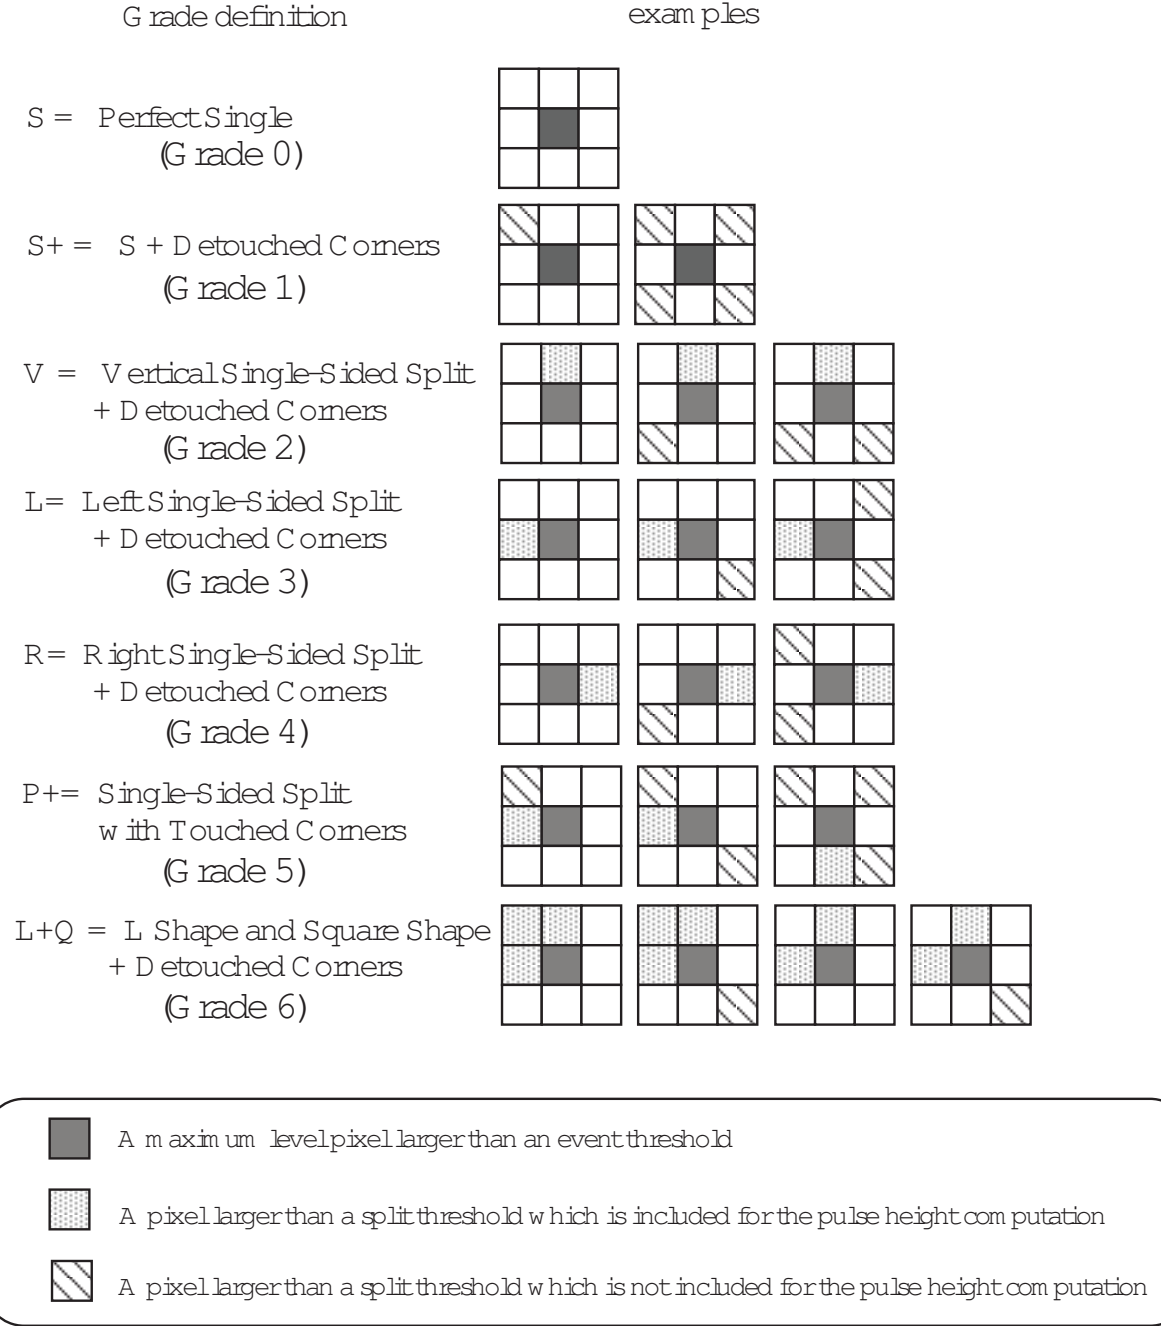 Grade definition examples
S = Perfect Single
(Grade 0)
S+ = S + Detouched Corners
(Grade 1)
V = Vertical Single-Sided Split
+ Detouched Corners
(Grade 2)
L= Left Single-Sided Split
+ Detouched Corners
(Grade 3)
R= Right Single-Sided Split
+ Detouched Corners
(Grade 4)
P+= Single-Sided Split
with Touched Corners
(Grade 5)
L+Q = L Shape and Square Shape
+ Detouched Corners
(Grade 6)
A maximum level pixel larger than an event threshold
A pixel larger than a split threshold which is included for the pulse height computation
A pixel larger than a split threshold which is not included for the pulse height computation